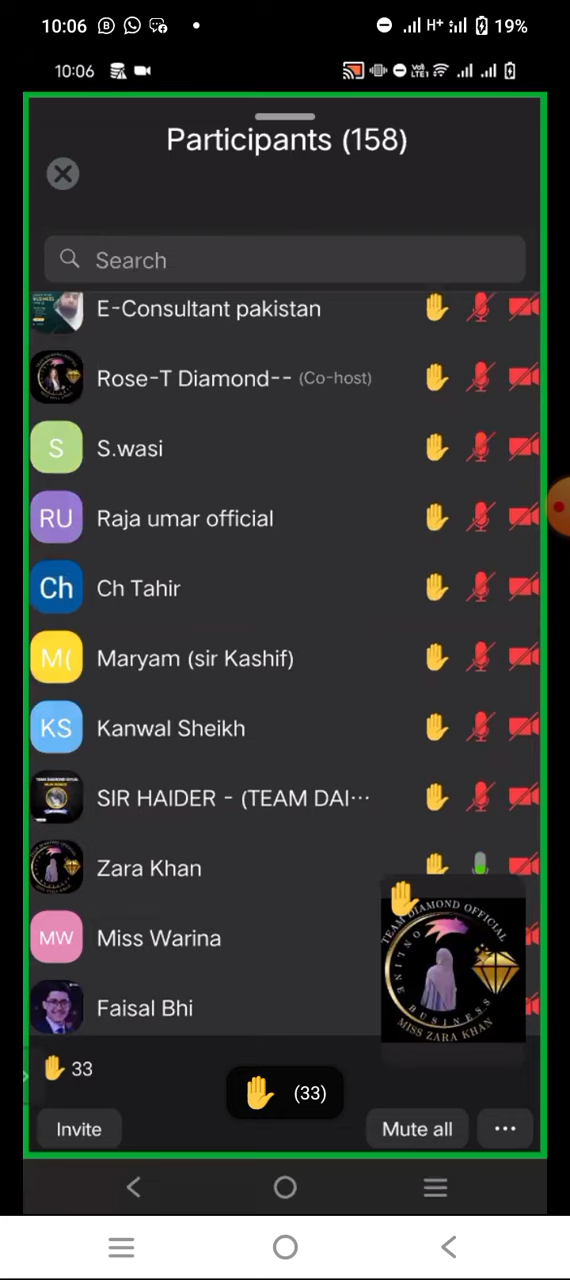 10:06 H+ 19%
10:06
Participants (158)
Search
E-Consultant pakistan
Rose-T Diamond-- (Co-host)
S S.wasi
RU Raja umar official
Ch Ch Tahir
M( Maryam (sir Kashif)
KS Kanwal Sheikh
SIR HAIDER - (TEAM DAI...
Zara Khan
MW Miss Warina
TEAM DIAMOND OFFICIAL
ONLINE BUSINESS
MISS ZARA KHAN
Faisal Bhi
33
(33)
Invite Mute all ...